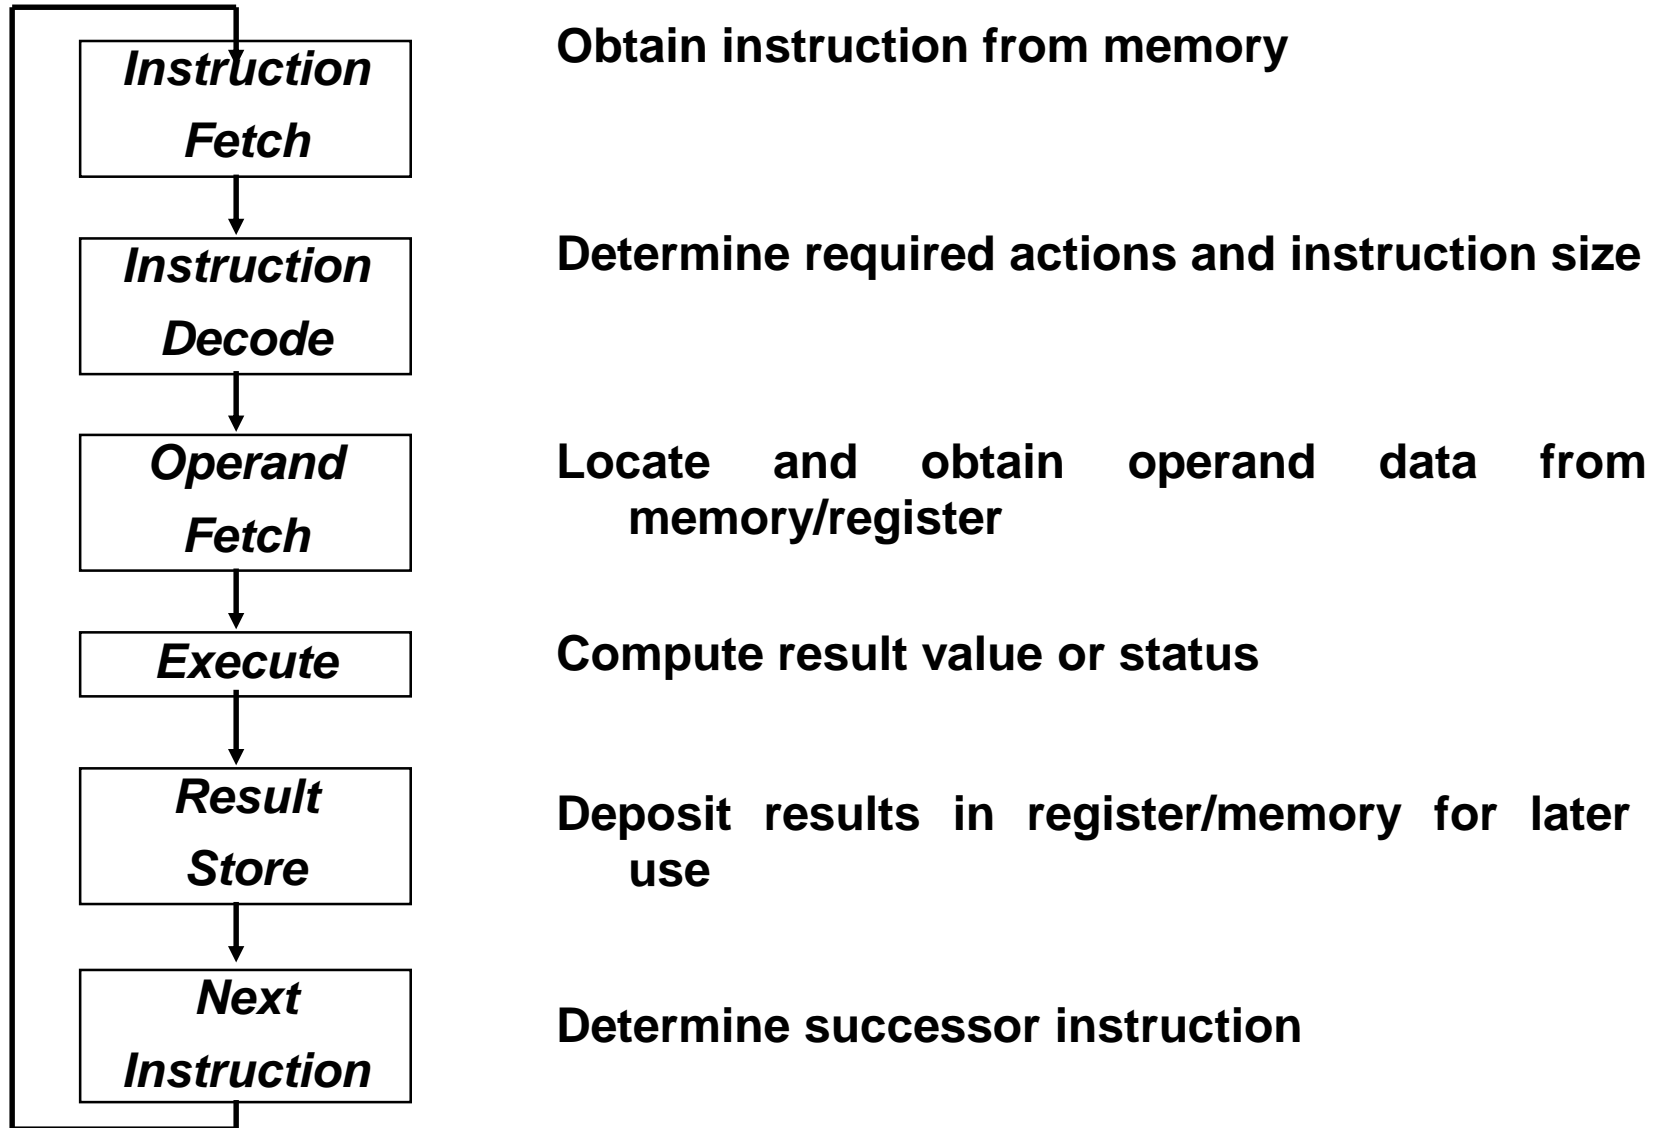 Instruction
Fetch
Obtain instruction from memory
Instruction
Decode
Determine required actions and instruction size
Operand
Fetch
Locate and obtain operand data from
memory/register
Execute
Compute result value or status
Result
Store
Deposit results in register/memory for later
use
Next
Instruction
Determine successor instruction